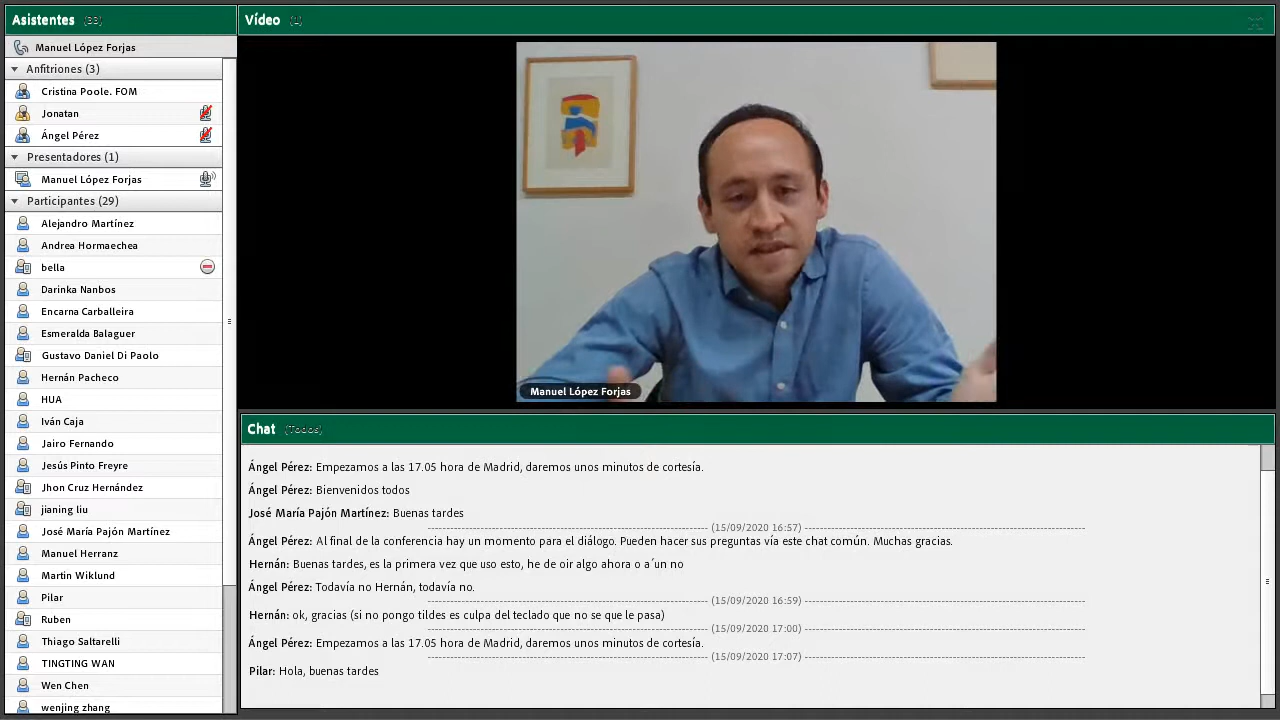 Asistentes (33)
Manuel López Forjas
Anfitriones (3)
Cristina Poole. FOM
Jonatan
Ángel Pérez
Presentadores (1)
Manuel López Forjas
Participantes (29)
Alejandro Martínez
Andrea Hormaechea
bella
Darinka Nanbos
Encarna Carballeira
Esmeralda Balaguer
Gustavo Daniel Di Paolo
Hernán Pacheco
HUA
Iván Caja
Jairo Fernando
Jesús Pinto Freyre
Jhon Cruz Hernández
jianing liu
José María Pajón Martínez
Manuel Herranz
Martin Wiklund
Pilar
Ruben
Thiago Saltarelli
TINGTING WAN
Wen Chen
wenjing zhang
Vídeo (1)
Manuel López Forjas
Chat (Todos)
Ángel Pérez: Empezamos a las 17.05 hora de Madrid, daremos unos minutos de cortesía.
Ángel Pérez: Bienvenidos todos
José María Pajón Martínez: Buenas tardes
(15/09/2020 16:57)
Ángel Pérez: Al final de la conferencia hay un momento para el diálogo. Pueden hacer sus preguntas vía este chat común. Muchas gracias.
Hernán: Buenas tardes, es la primera vez que uso esto, he de oir algo ahora o a´un no
Ángel Pérez: Todavía no Hernán, todavía no.
(15/09/2020 16:59)
Hernán: ok, gracias (si no pongo tildes es culpa del teclado que no se que le pasa)
(15/09/2020 17:00)
Ángel Pérez: Empezamos a las 17.05 hora de Madrid, daremos unos minutos de cortesía.
(15/09/2020 17:07)
Pilar: Hola, buenas tardes